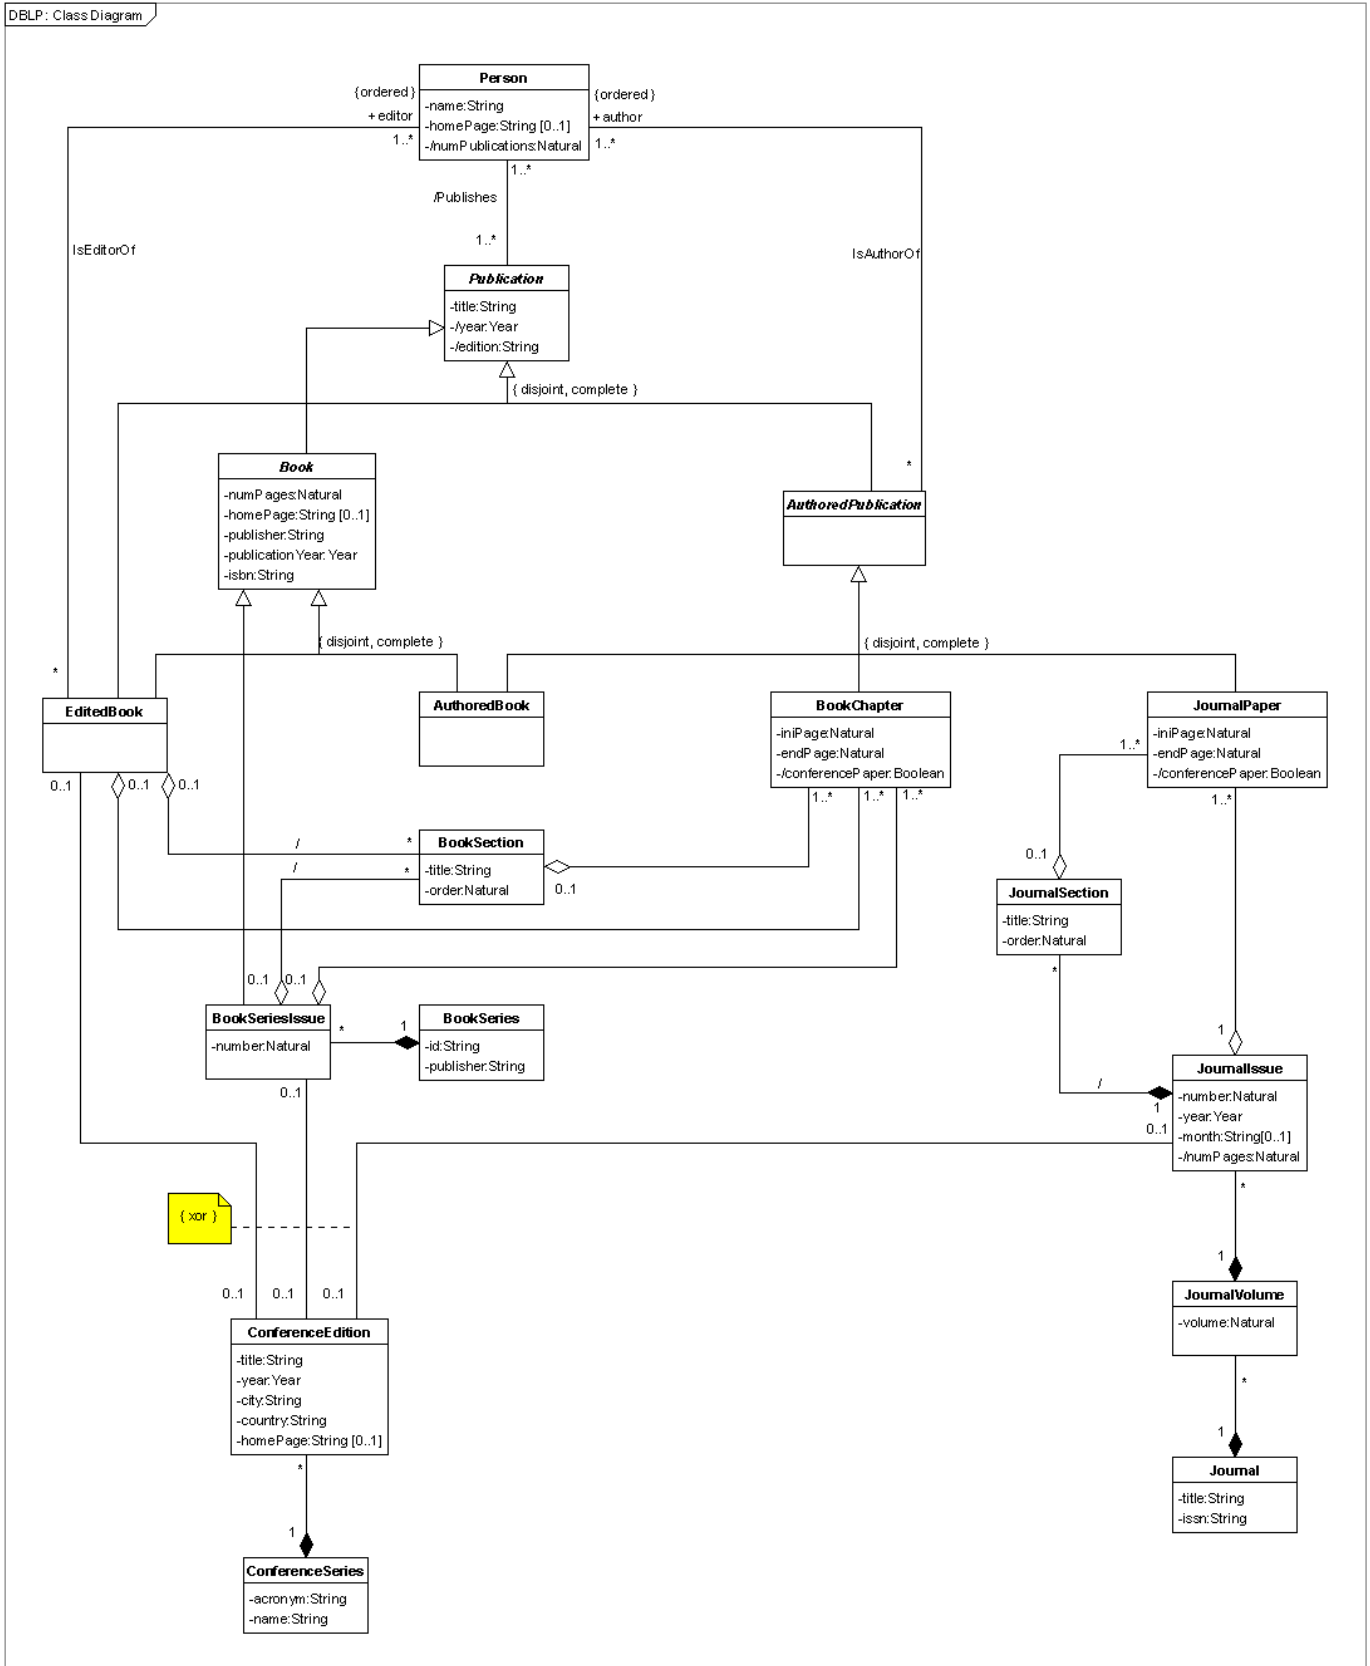 DBLP: Class Diagram
Person
{ordered}
{ordered}
-name:String
+ editor
-homePage:String [0..1]
+ author
1..*
-/numPublications:Natural
1..*
1..*
/Publishes
1..*
IsEditorOf
IsAuthorOf
Publication
-title:String
-/year:Year
-/edition:String
{ disjoint, complete }
*
Book
-numPages:Natural
-homePage:String [0..1]
-publisher:String
-publicationYear: Year
-isbn:String
AuthoredPublication
{ disjoint, complete }
{ disjoint, complete }
*
EditedBook
AuthoredBook
BookChapter
-iniPage:Natural
-endPage:Natural
-/conferencePaper:Boolean
JournalPaper
-iniPage:Natural
-endPage:Natural
-/conferencePaper:Boolean
1..*
0..1
0..1
0..1
1..*
1..*
1..*
1..*
/
*
/
*
BookSection
-title:String
-order:Natural
0..1
0..1
JournalSection
-title:String
-order:Natural
*
0..1
0..1
BookSeriesIssue
-number:Natural
*
1
BookSeries
-id:String
-publisher:String
1
JournalIssue
-number:Natural
-year:Year
-month:String[0..1]
-/numPages:Natural
/
1
0..1
0..1
*
{ xor }
0..1
0..1
0..1
1
JournalVolume
-volume:Natural
*
ConferenceEdition
-title:String
-year:Year
-city:String
-country:String
-homePage:String [0..1]
*
1
Journal
-title:String
-issn:String
1
ConferenceSeries
-acronym:String
-name:String